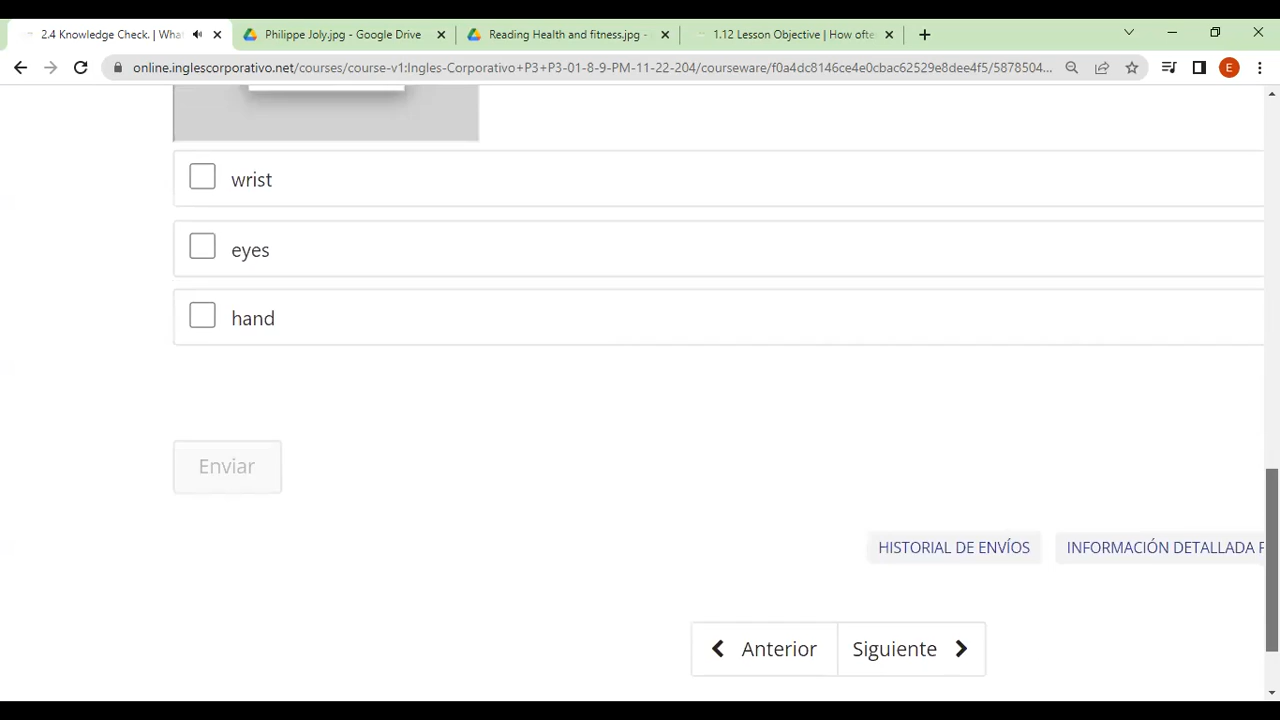 2.4 Knowledge Check. | Wha
Philippe Joly.jpg - Google Drive
Reading Health and fitness.jpg -
1.12 Lesson Objective | How ofte
online.inglescorporativo.net/courses/course-v1:Ingles-Corporativo+P3+P3-01-8-9-PM-11-22-204/courseware/f0a4dc8146ce4e0cbac62529e8dee4f5/5878504...
E
wrist
eyes
hand
Enviar
HISTORIAL DE ENVÍOS
INFORMACIÓN DETALLADA P
Anterior
Siguiente